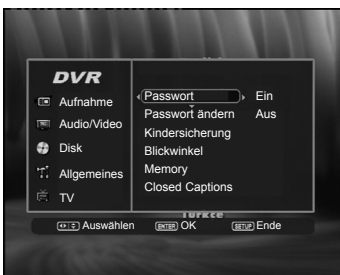 DVR
Aufnahme
Audio/Video
Disk
Allgemeines
TV
Passwort Ein
Passwort ändern Aus
Kindersicherung
Blickwinkel
Memory
Closed Captions
Türkçe
Auswählen ENTER OK SETUP Ende